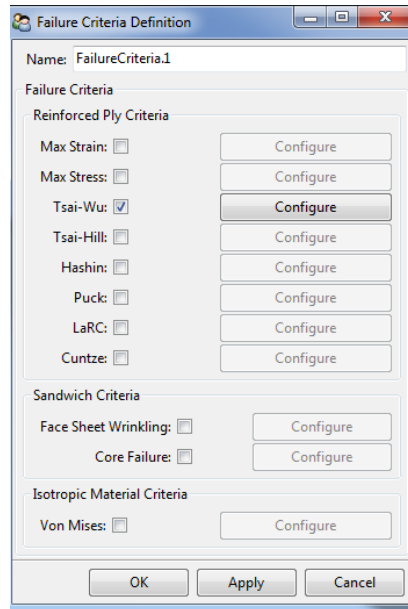 Failure Criteria Definition
Name: FailureCriteria.1
Failure Criteria
Reinforced Ply Criteria
Max Strain: Configure
Max Stress: Configure
Tsai-Wu: Configure
Tsai-Hill: Configure
Hashin: Configure
Puck: Configure
LaRC: Configure
Cuntze: Configure
Sandwich Criteria
Face Sheet Wrinkling: Configure
Core Failure: Configure
Isotropic Material Criteria
Von Mises: Configure
OK Apply Cancel